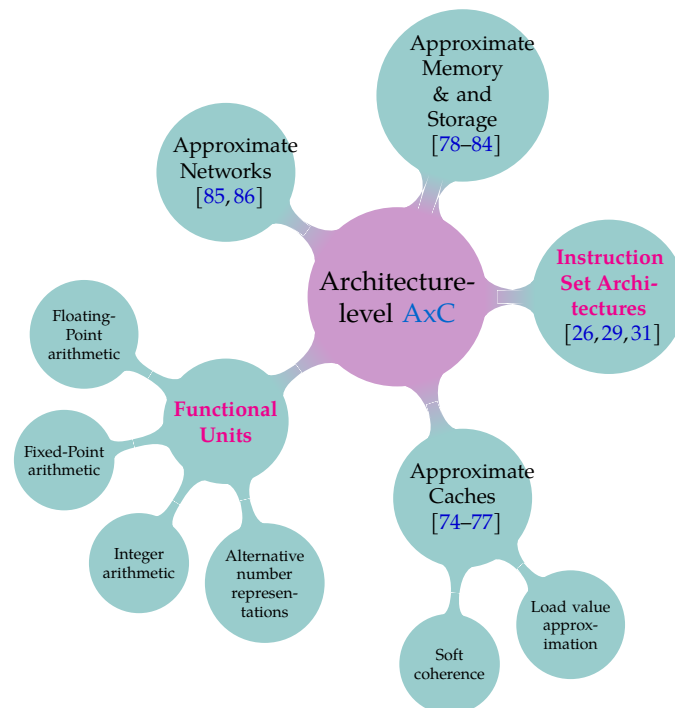 Approximate
Memory
& and
Storage
[78–84]
Approximate
Networks
[85, 86]
Architecture-
level AxC
Instruction
Set Archi-
tectures
[26, 29, 31]
Floating-
Point
arithmetic
Functional
Units
Fixed-Point
arithmetic
Integer
arithmetic
Alternative
number
represen-
tations
Approximate
Caches
[74–77]
Load value
approx-
imation
Soft
coherence